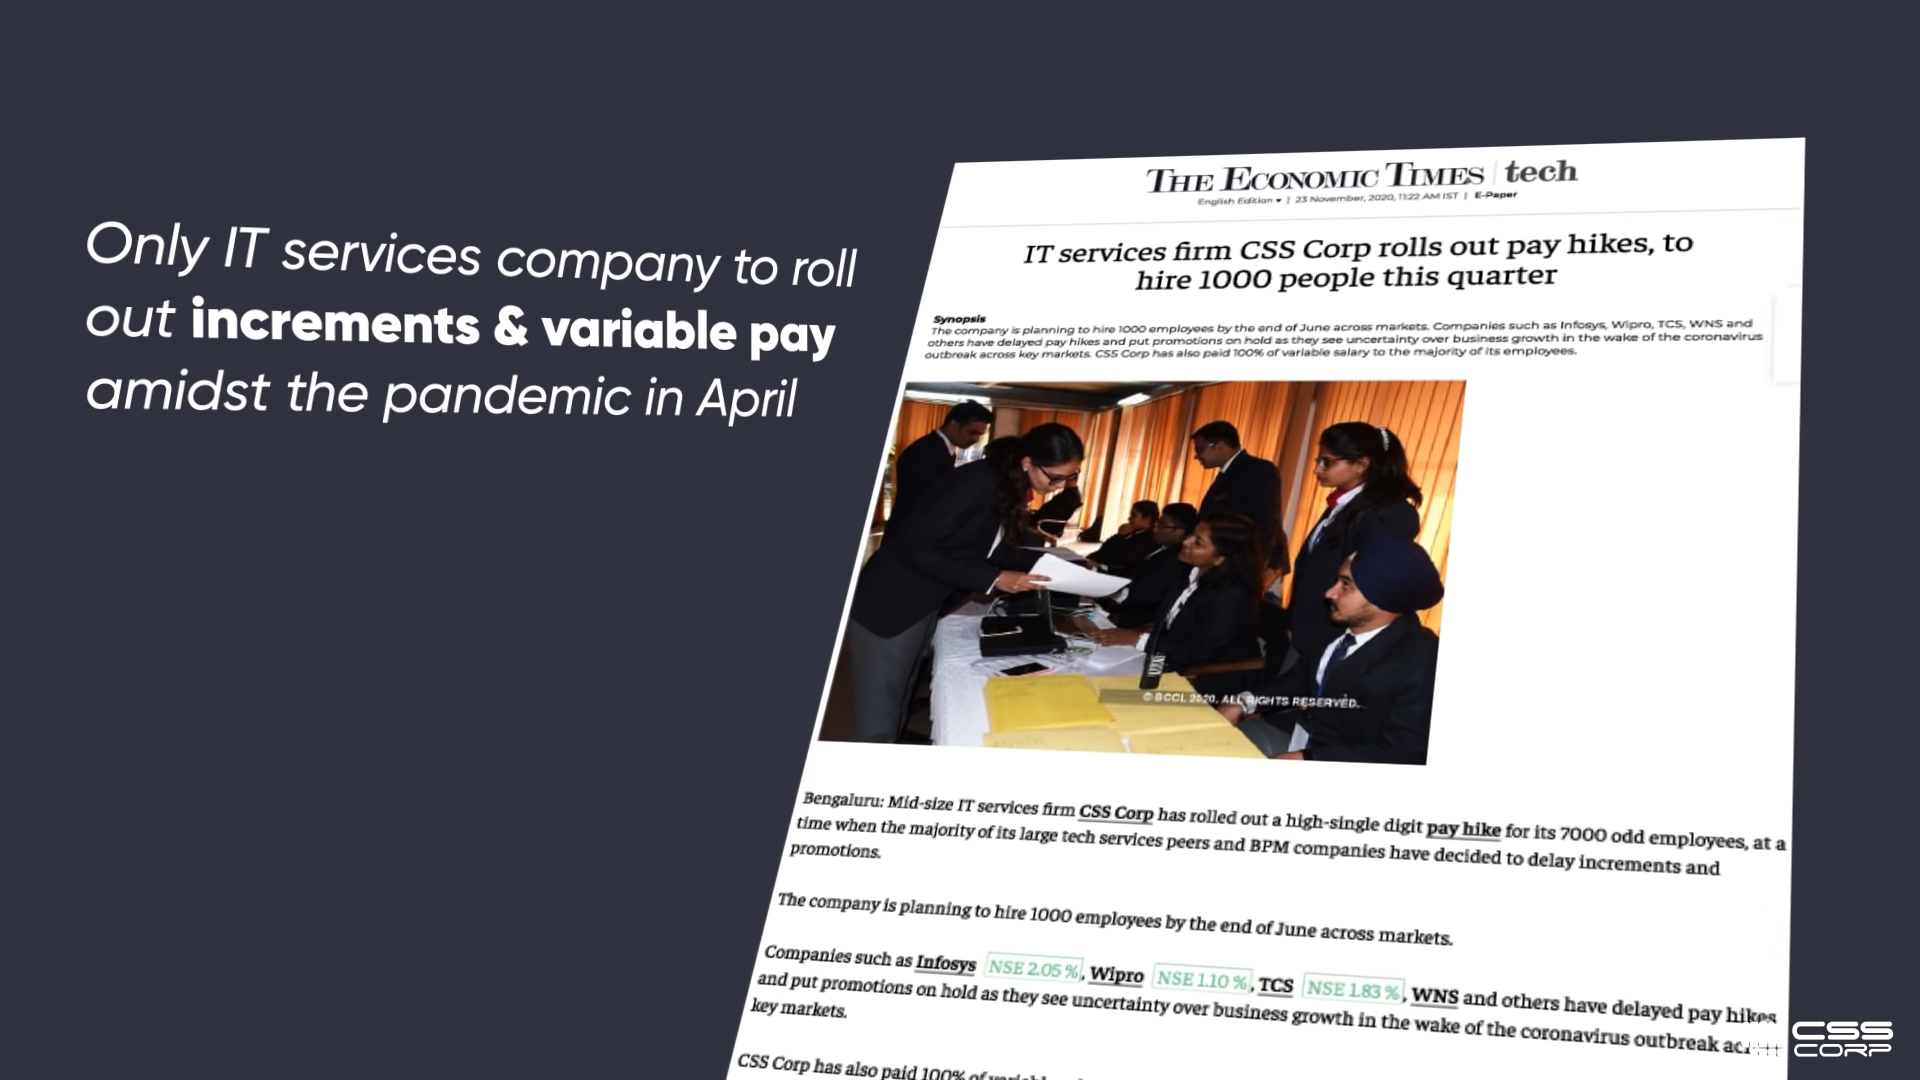 Only IT services company to roll
out increments & variable pay
amidst the pandemic in April
THE ECONOMIC TIMES | tech
English Edition ▾ | 23 November, 2020, 11:22 AM IST | E-Paper
IT services firm CSS Corp rolls out pay hikes, to
hire 1000 people this quarter
Synopsis
The company is planning to hire 1000 employees by the end of June across markets. Companies such as Infosys, Wipro, TCS, WNS and
others have delayed pay hikes and put promotions on hold as they see uncertainty over business growth in the wake of the coronavirus
outbreak across key markets. CSS Corp has also paid 100% of variable salary to the majority of its employees.
© BCCL 2020. ALL RIGHTS RESERVED.
Bengaluru: Mid-size IT services firm CSS Corp has rolled out a high-single digit pay hike for its 7000 odd employees, at a
time when the majority of its large tech services peers and BPM companies have decided to delay increments and
promotions.
The company is planning to hire 1000 employees by the end of June across markets.
Companies such as Infosys NSE 2.05 %, Wipro NSE 1.10 %, TCS NSE 1.83 %, WNS and others have delayed pay hikes
and put promotions on hold as they see uncertainty over business growth in the wake of the coronavirus outbreak
key markets.
CSS Corp has also paid 100% of
CSS
CORP